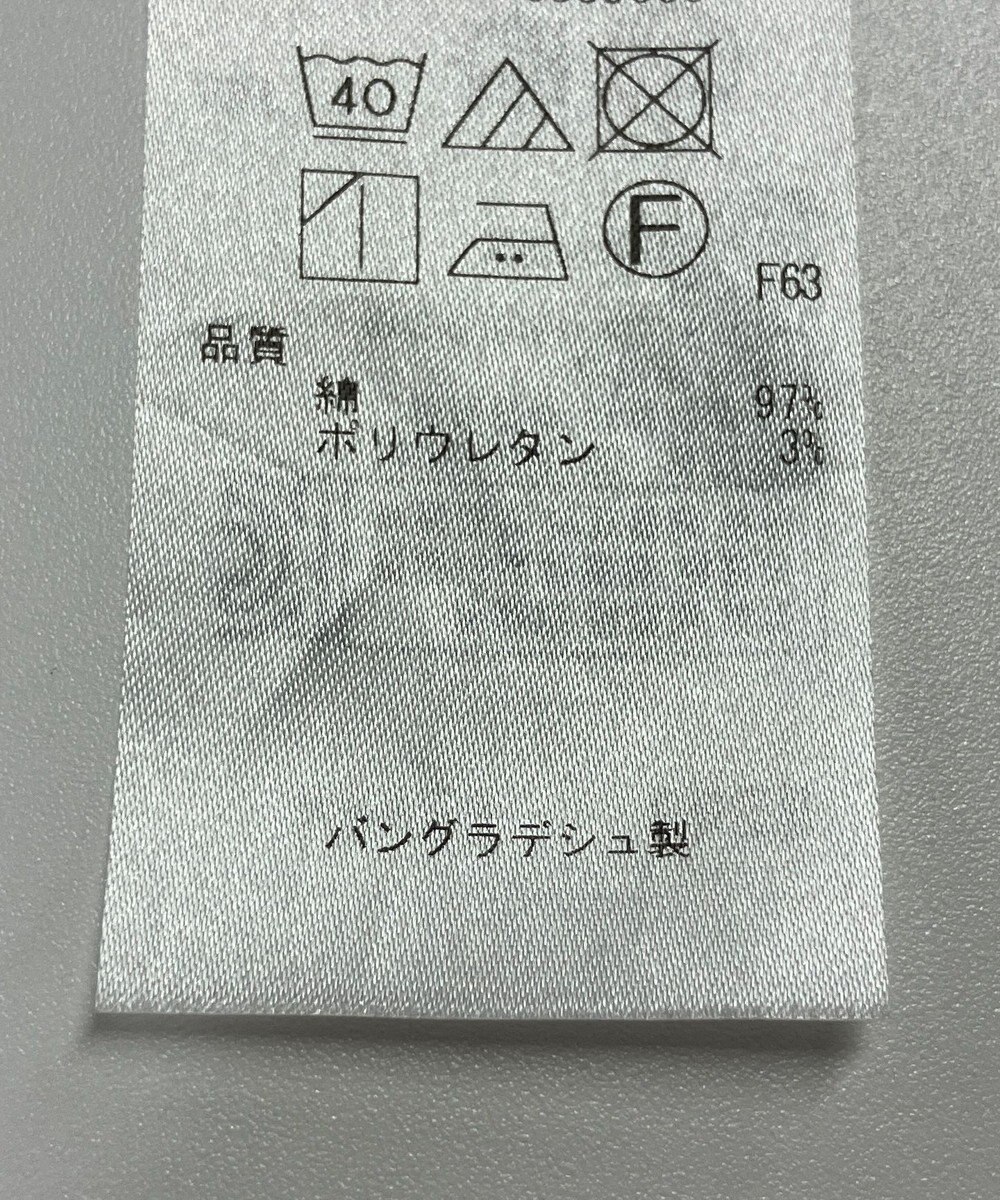 40
F
F63
品質
綿 97%
ポリウレタン 3%
バングラデシュ製